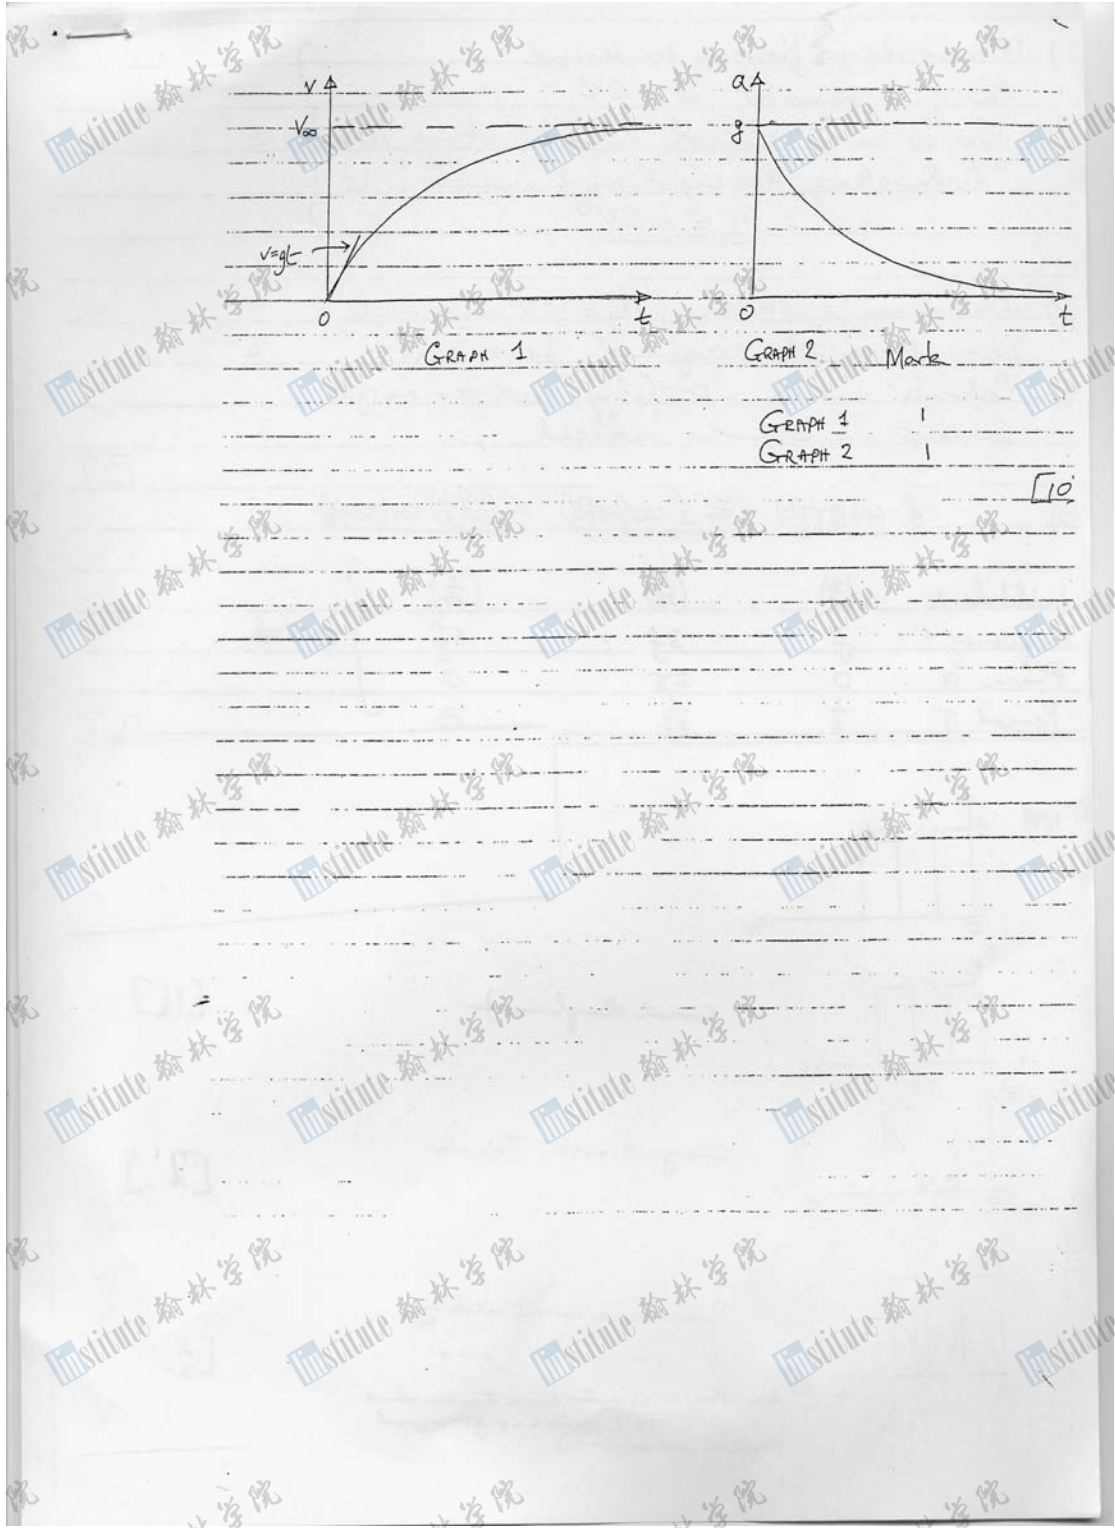 V
V∞
v=gt
0
t
GRAPH 1
a
g
0
t
GRAPH 2
Mark
GRAPH 1 1
GRAPH 2 1
[10
Institute 翰林学院